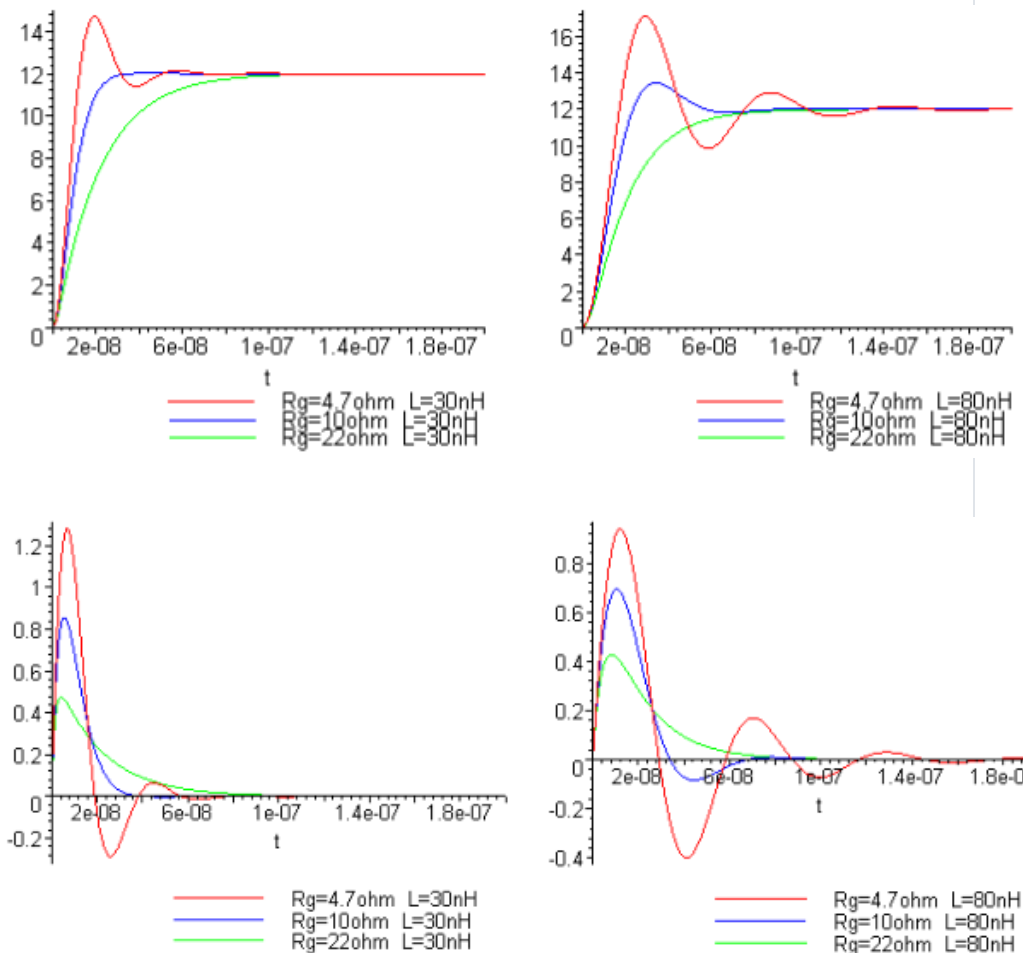 14
12
10
8
6
4
2
0
2e-08 6e-08 1e-07 1.4e-07 1.8e-07
t
Rg=4.7ohm L=30nH
Rg=10ohm L=30nH
Rg=22ohm L=30nH
16
14
12
10
8
6
4
2
0
2e-08 6e-08 1e-07 1.4e-07 1.8e-07
t
Rg=4.7ohm L=80nH
Rg=10ohm L=80nH
Rg=22ohm L=80nH
1.2
1
0.8
0.6
0.4
0.2
0
-0.2
2e-08 6e-08 1e-07 1.4e-07 1.8e-07
t
Rg=4.7ohm L=30nH
Rg=10ohm L=30nH
Rg=22ohm L=30nH
0.8
0.6
0.4
0.2
0
-0.2
-0.4
2e-08 6e-08 1e-07 1.4e-07 1.8e-0
t
Rg=4.7ohm L=80nH
Rg=10ohm L=80nH
Rg=22ohm L=80nH